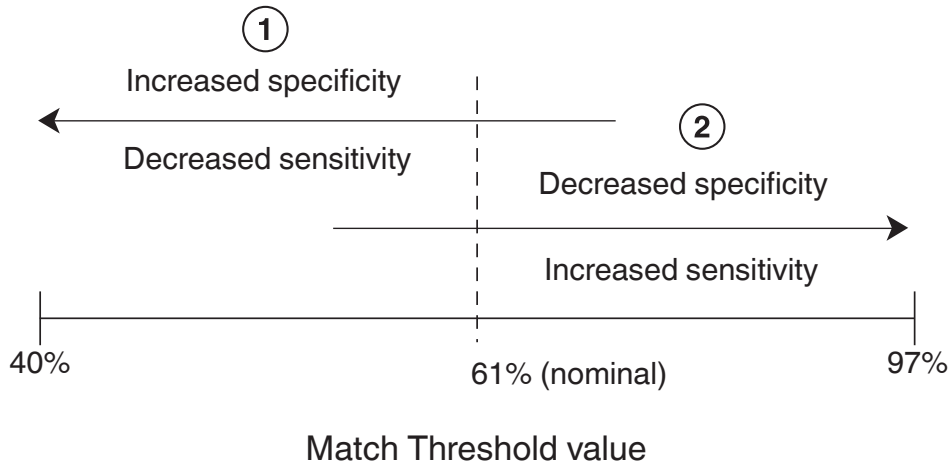 1
Increased specificity
Decreased sensitivity
2
Decreased specificity
Increased sensitivity
40%
61% (nominal)
97%
Match Threshold value